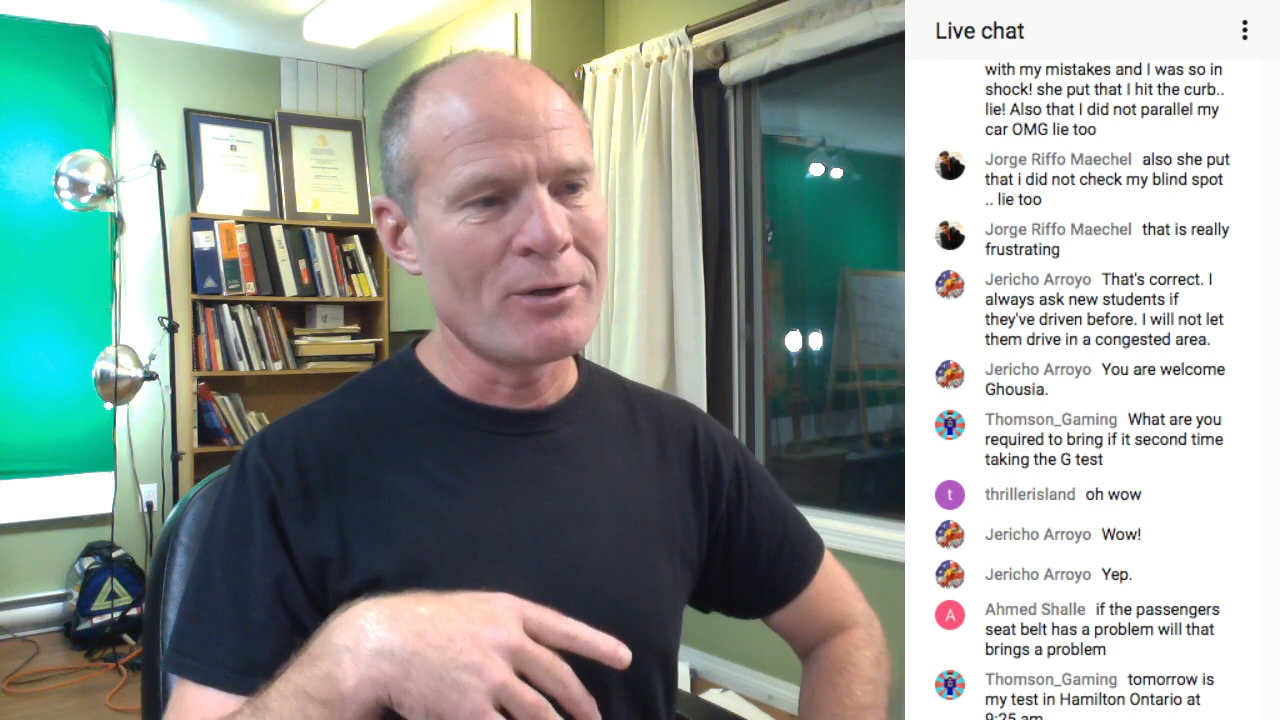 Live chat
with my mistakes and I was so in
shock! she put that I hit the curb..
lie! Also that I did not parallel my
car OMG lie too
Jorge Riffo Maechel also she put
that i did not check my blind spot
.. lie too
Jorge Riffo Maechel that is really
frustrating
Jericho Arroyo That's correct. I
always ask new students if
they've driven before. I will not let
them drive in a congested area.
Jericho Arroyo You are welcome
Ghousia.
Thomson_Gaming What are you
required to bring if it second time
taking the G test
t thrillerisland oh wow
Jericho Arroyo Wow!
Jericho Arroyo Yep.
A Ahmed Shalle if the passengers
seat belt has a problem will that
brings a problem
Thomson_Gaming tomorrow is
my test in Hamilton Ontario at
9:25 am